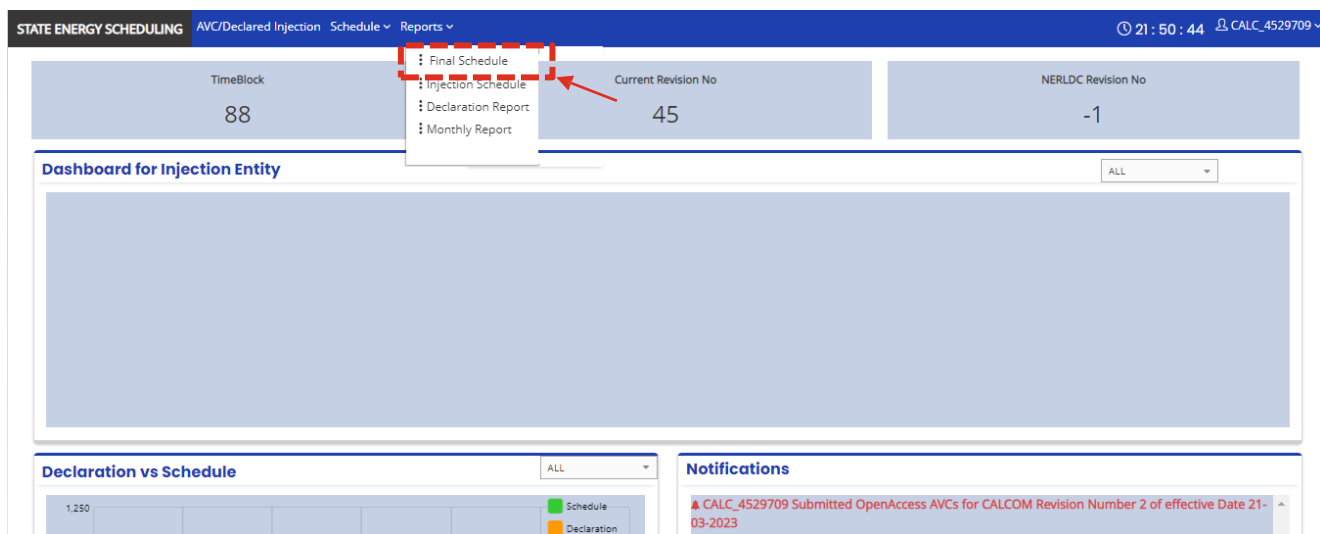 STATE ENERGY SCHEDULING AVC/Declared Injection Schedule Reports 21 : 50 : 44 CALC_4529709
Final Schedule
Injection Schedule
Declaration Report
Monthly Report
TimeBlock
88
Current Revision No
45
NERLDC Revision No
-1
Dashboard for Injection Entity
ALL
Declaration vs Schedule
ALL
1,250
Schedule
Declaration
Notifications
CALC_4529709 Submitted OpenAccess AVCs for CALCOM Revision Number 2 of effective Date 21-
03-2023